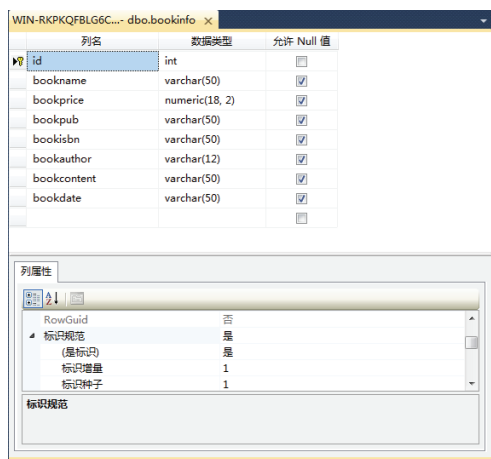 WIN-RKPKQFBLG6C...- dbo.bookinfo
列名 数据类型 允许 Null 值
id int
bookname varchar(50)
bookprice numeric(18, 2)
bookpub varchar(50)
bookisbn varchar(50)
bookauthor varchar(12)
bookcontent varchar(50)
bookdate varchar(50)
列属性
RowGuid 否
标识规范 是
(是标识) 是
标识增量 1
标识种子 1
标识规范